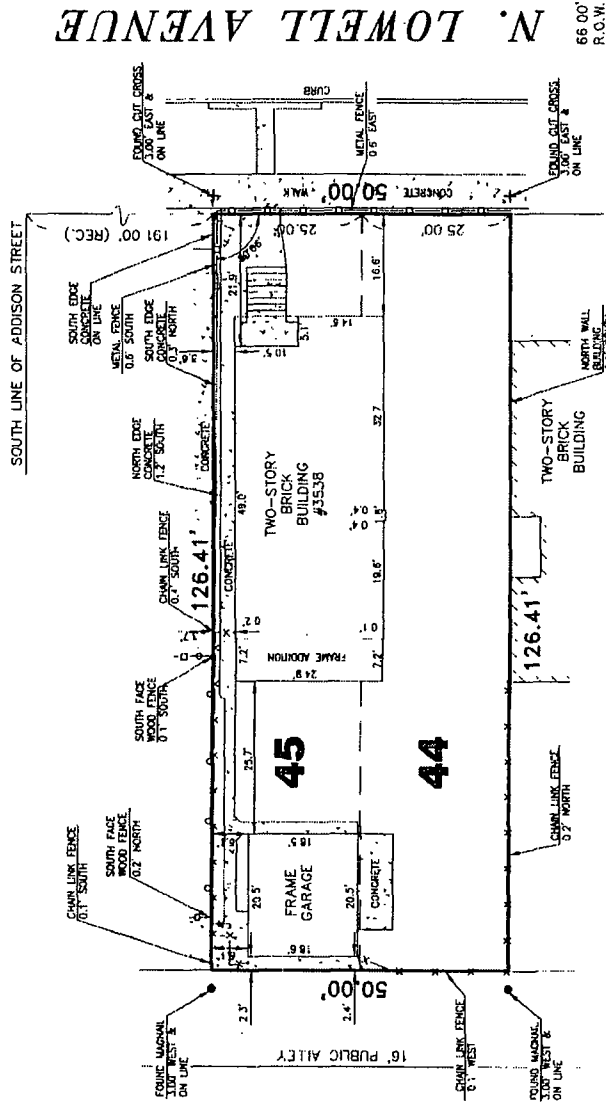 N. LOWELL AVENUE
66 00'
R.O.W.
SOUTH LINE OF ADDISON STREET
191 00' (REC.)
FOUND CUT CROSS
3.00' EAST &
ON LINE
CURB
METAL FENCE
0.6' EAST
FOUND CUT CROSS
3.00' EAST &
ON LINE
CONCRETE WALK
50.00'
25.00'
25.00'
SOUTH EDGE
CONCRETE
ON LINE
METAL FENCE
0.6' SOUTH
SOUTH EDGE
CONCRETE
0.3' NORTH
NORTH EDGE
CONCRETE
1.2' SOUTH
CHAIN LINK FENCE
0.4' SOUTH
SOUTH FACE
WOOD FENCE
0.1' SOUTH
SOUTH FACE
WOOD FENCE
0.2' NORTH
CHAIN LINK FENCE
0.1' SOUTH
126.41'
CONCRETE
CONCRETE
3.6'
21.9'
10.5'
5.1'
14.6'
16.6'
49.0'
32.7'
TWO-STORY
BRICK
BUILDING
#3538
0.4'
0.4'
19.6'
0.2'
0.1'
7.2'
7.2'
FRAME ADDITION
24.9'
25.7'
45
44
18.5'
20.5'
FRAME
GARAGE
20.5'
18.6'
CONCRETE
50.00'
2.3'
2.4'
16' PUBLIC ALLEY
FOUND MAGNAIL
3.00' WEST &
ON LINE
CHAIN LINK FENCE
0.1' WEST
FOUND MAGNAIL
3.00' WEST &
ON LINE
CHAIN LINK FENCE
0.2' NORTH
126.41'
TWO-STORY
BRICK
BUILDING
NORTH WALL
BUILDING